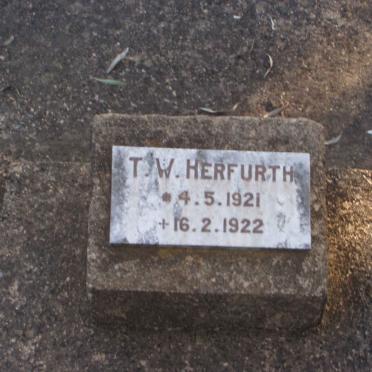 T. W. HERFURTH
* 4.5.1921
+ 16.2.1922